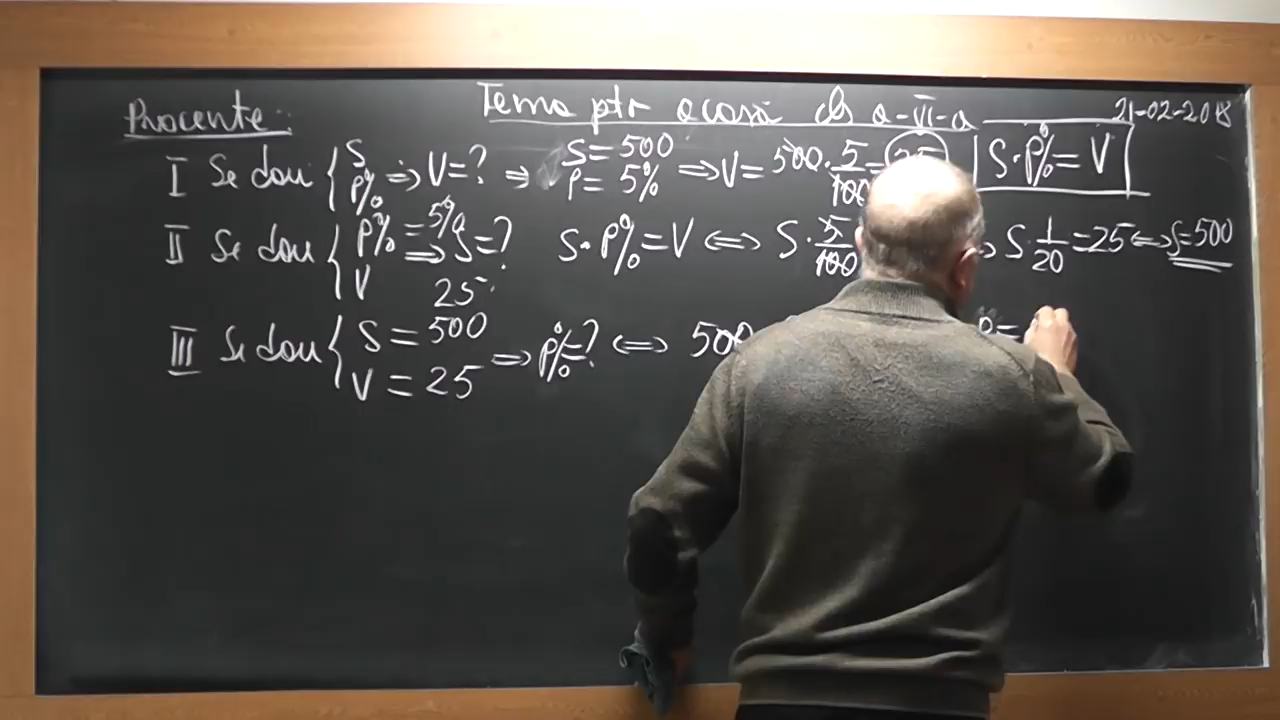 Procente: Tema ptr acasă cls a-VI-a 21-02-2018
I Se dau { S P% ⇒ V=? ⇒ S= 500 P= 5% ⇒ V= 500 · 5/100 = 25 S·P%=V
II Se dau { P% = 5% V 25 ⇒ S=? S·P%=V ⇔ S· 5/100 S· 1/20 =25 ⇔ S=500
III Se dau { S = 500 V = 25 ⇒ P%=? ⇔ 500 P=